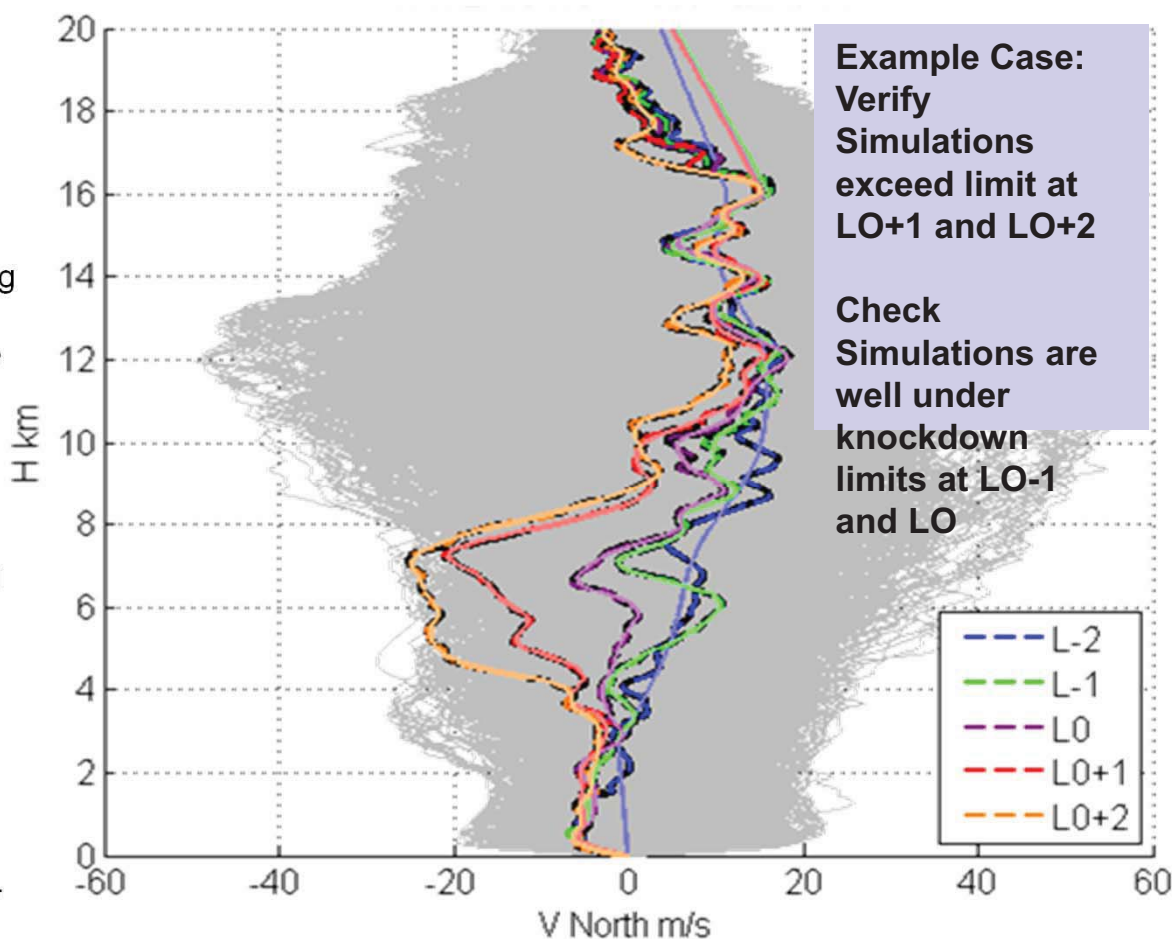 Example Case:
Verify
Simulations
exceed limit at
LO+1 and LO+2
Check
Simulations are
well under
knockdown
limits at LO-1
and LO
20
18
16
14
12
10
8
6
4
2
0
H km
g
-60
-40
-20
0
20
40
60
V North m/s
L-2
L-1
L0
L0+1
L0+2